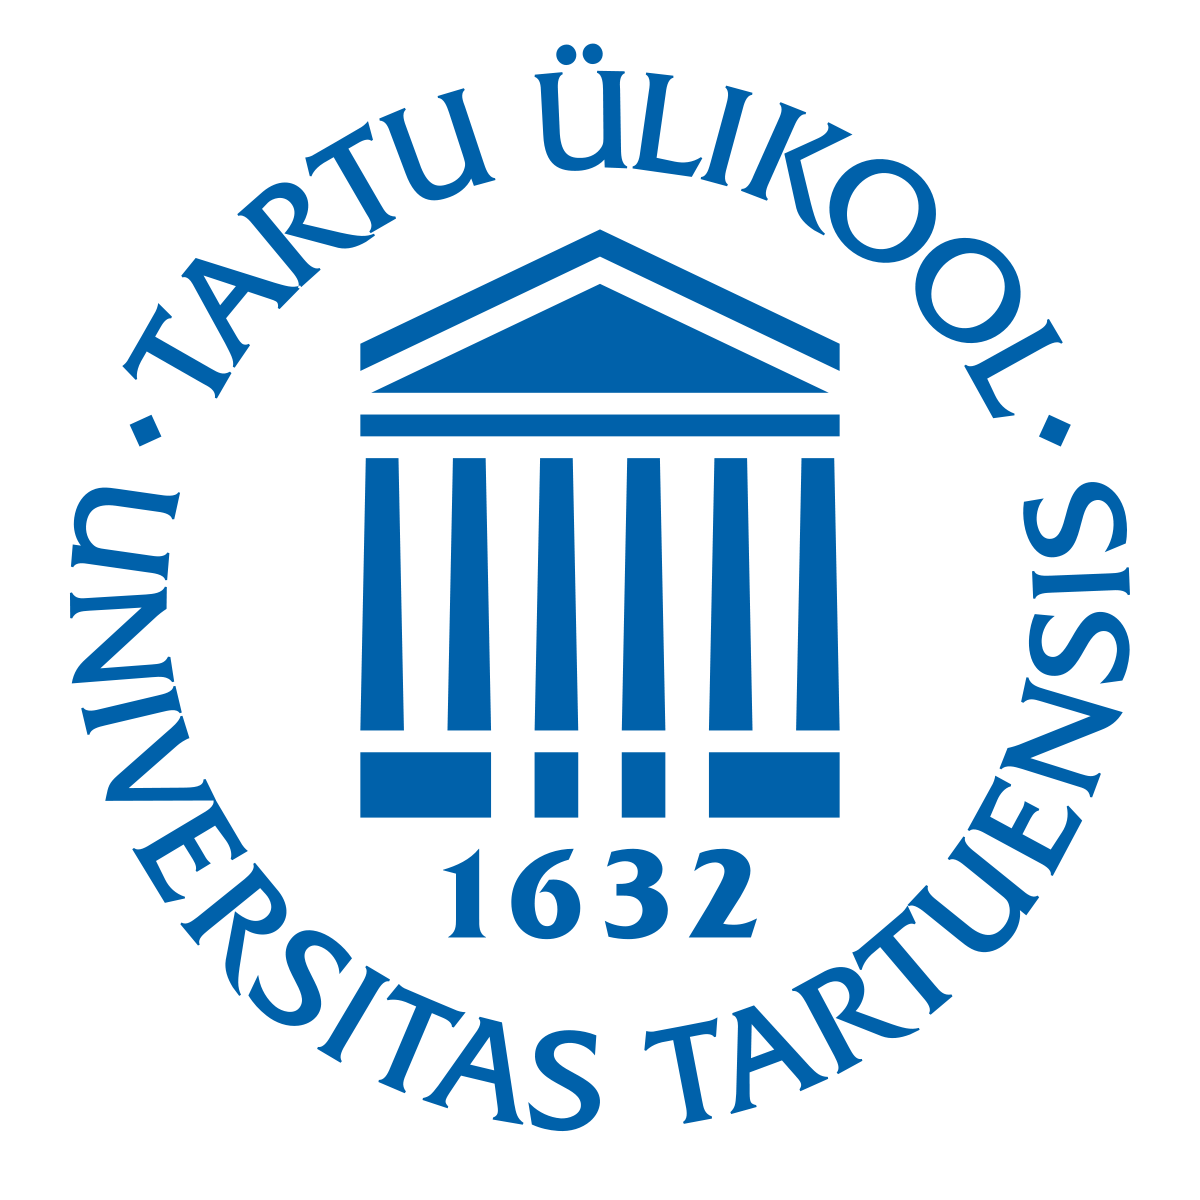 · TARTU ÜLIKOOL ·
UNIVERSITAS TARTUENSIS
1632